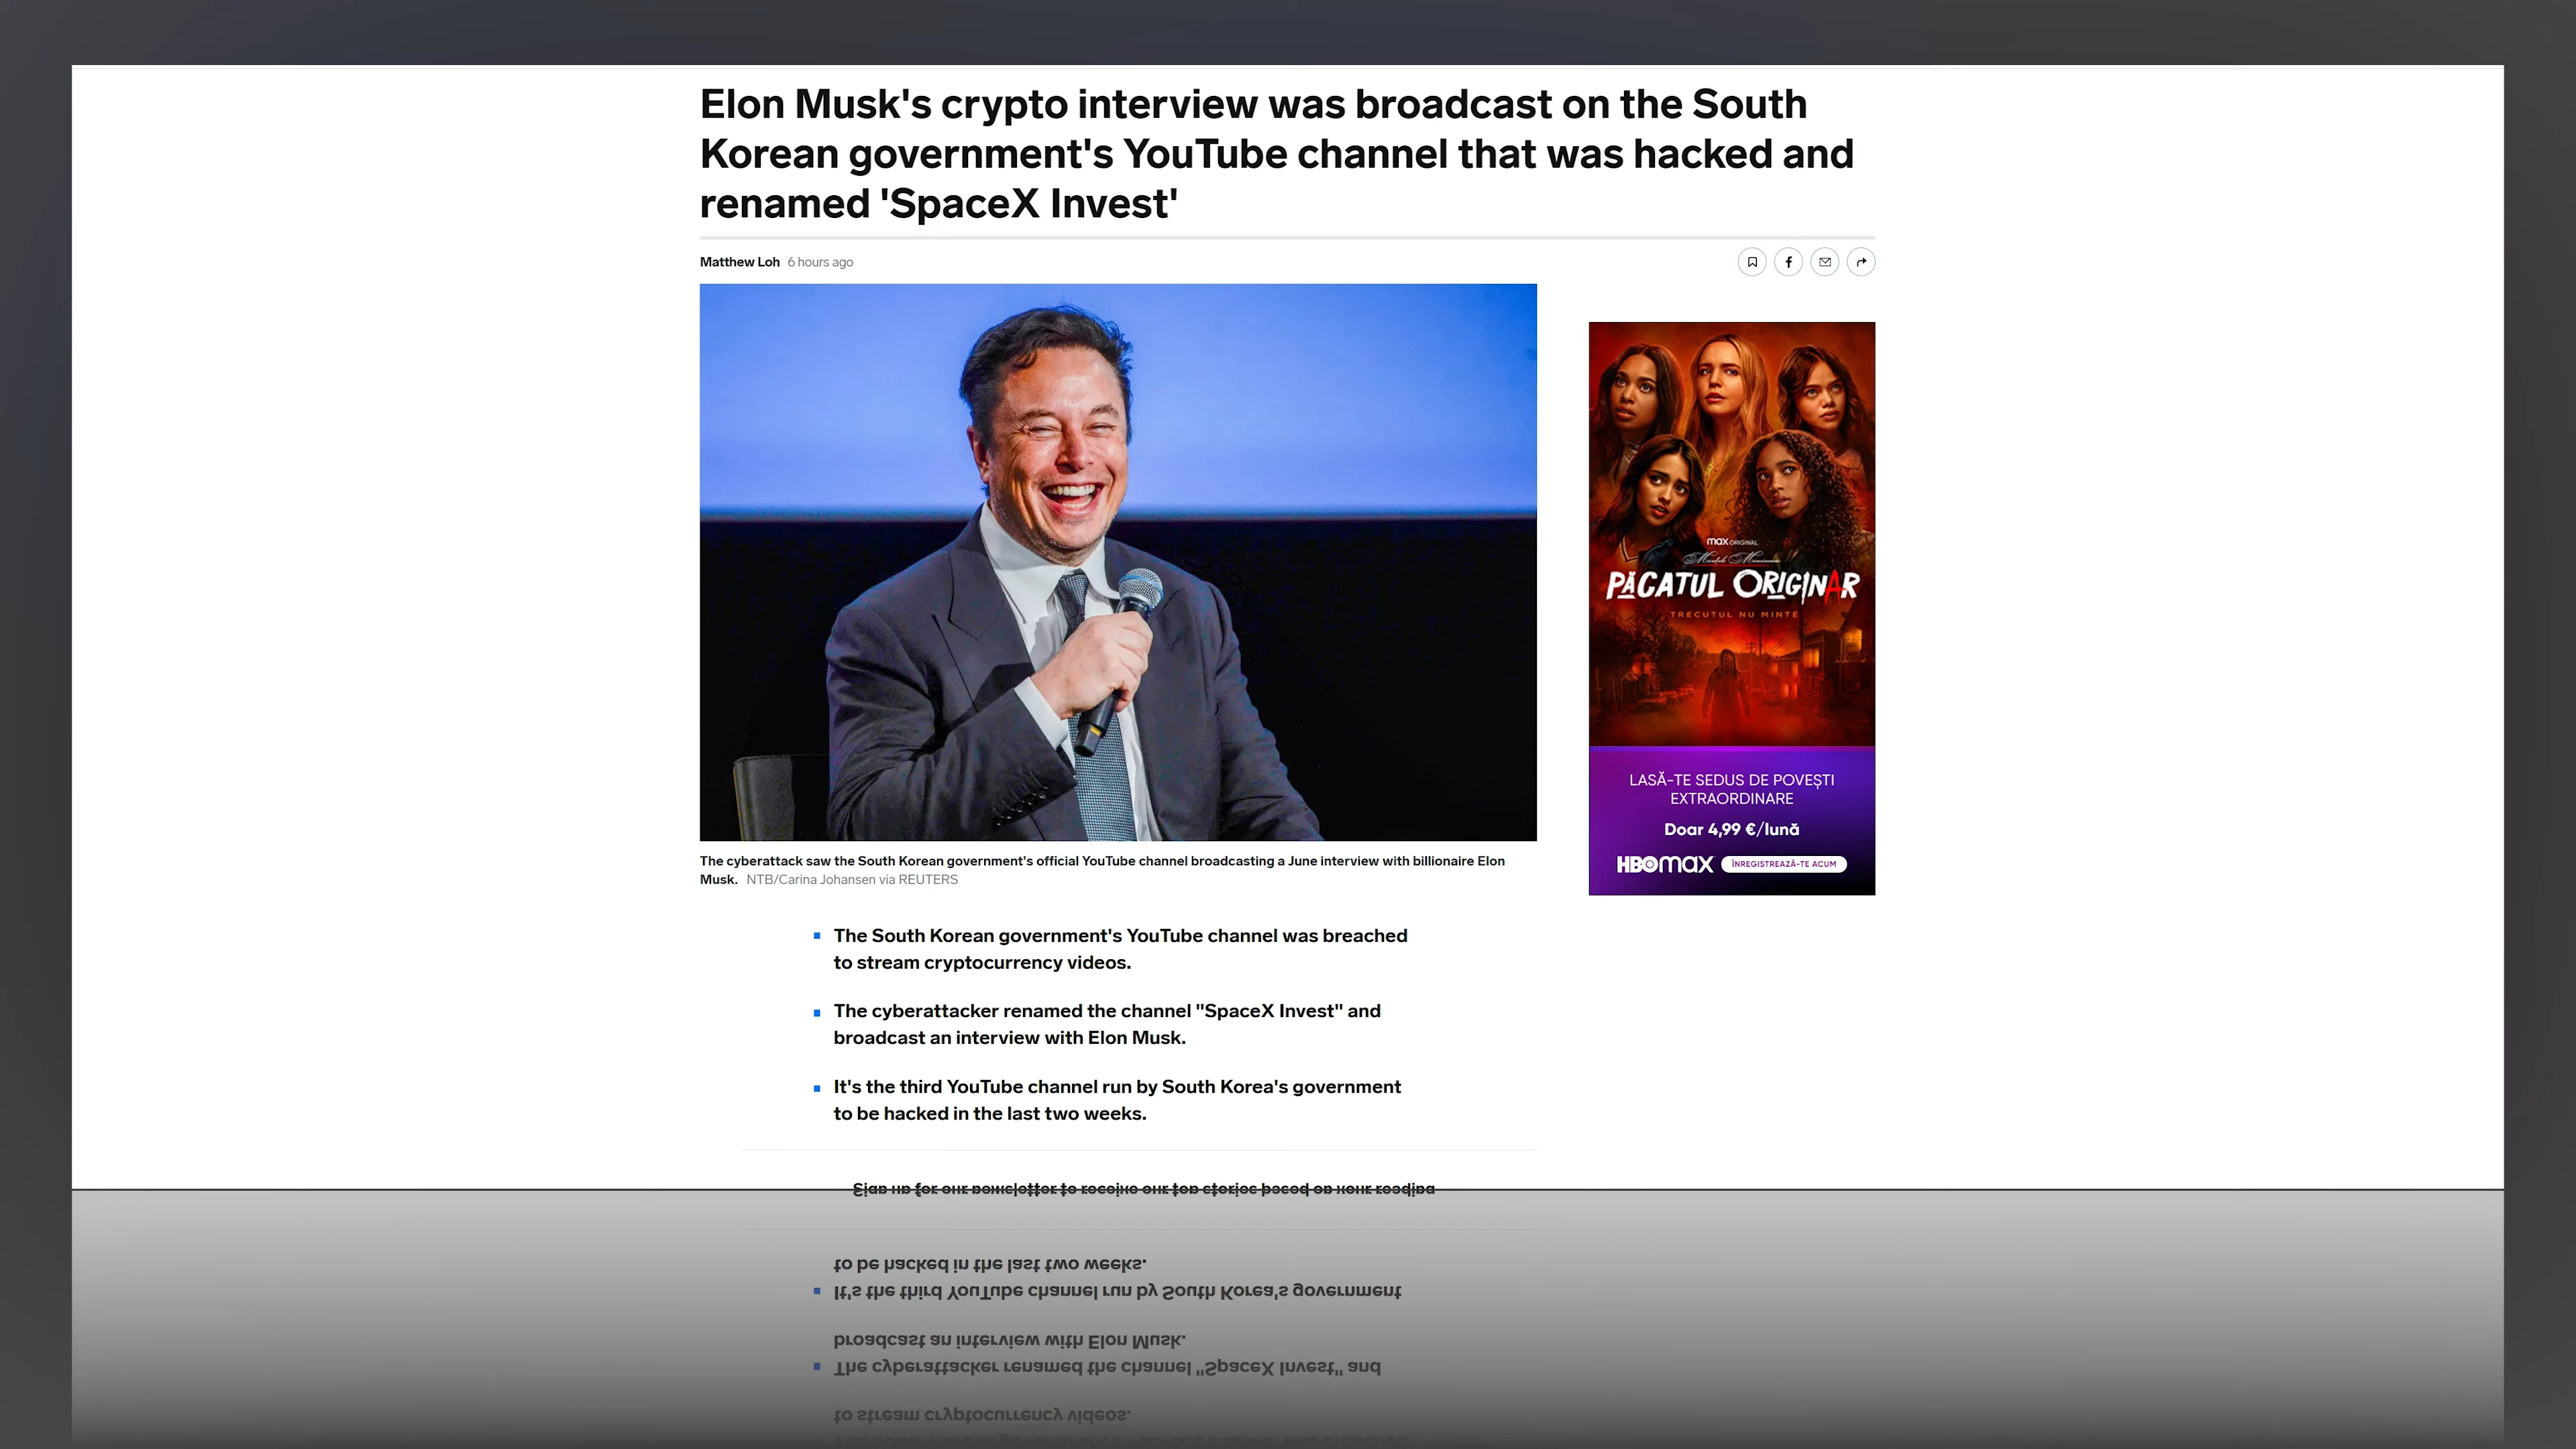 Elon Musk's crypto interview was broadcast on the South
Korean government's YouTube channel that was hacked and
renamed 'SpaceX Invest'
Matthew Loh 6 hours ago
The cyberattack saw the South Korean government's official YouTube channel broadcasting a June interview with billionaire Elon
Musk. NTB/Carina Johansen via REUTERS
The South Korean government's YouTube channel was breached
to stream cryptocurrency videos.
The cyberattacker renamed the channel "SpaceX Invest" and
broadcast an interview with Elon Musk.
It's the third YouTube channel run by South Korea's government
to be hacked in the last two weeks.
max ORIGINAL
PĂCATUL ORIGINAR
TRECUTUL NU MINTE
LASĂ-TE SEDUS DE POVEȘTI
EXTRAORDINARE
Doar 4,99 €/lună
HBOmax ÎNREGISTREAZĂ-TE ACUM